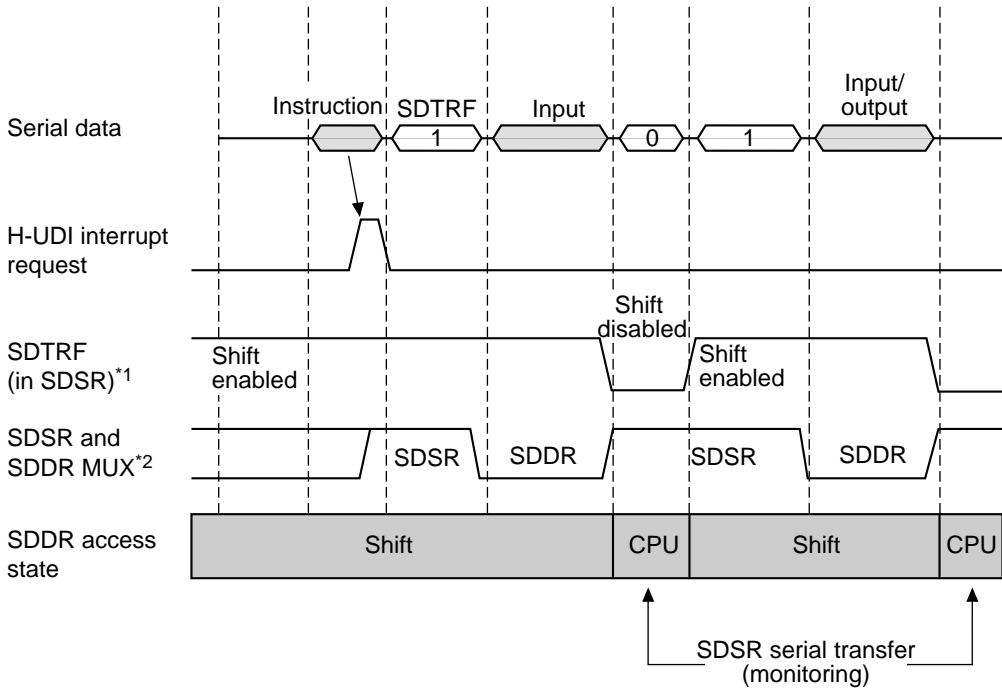 Serial data
Instruction
SDTRF
Input
Input/
output
1
0
1
H-UDI interrupt
request
SDTRF
(in SDSR)*1
Shift
enabled
Shift
disabled
Shift
enabled
SDSR and
SDDR MUX*2
SDSR
SDDR
SDSR
SDDR
SDDR access
state
Shift
CPU
Shift
CPU
SDSR serial transfer
(monitoring)